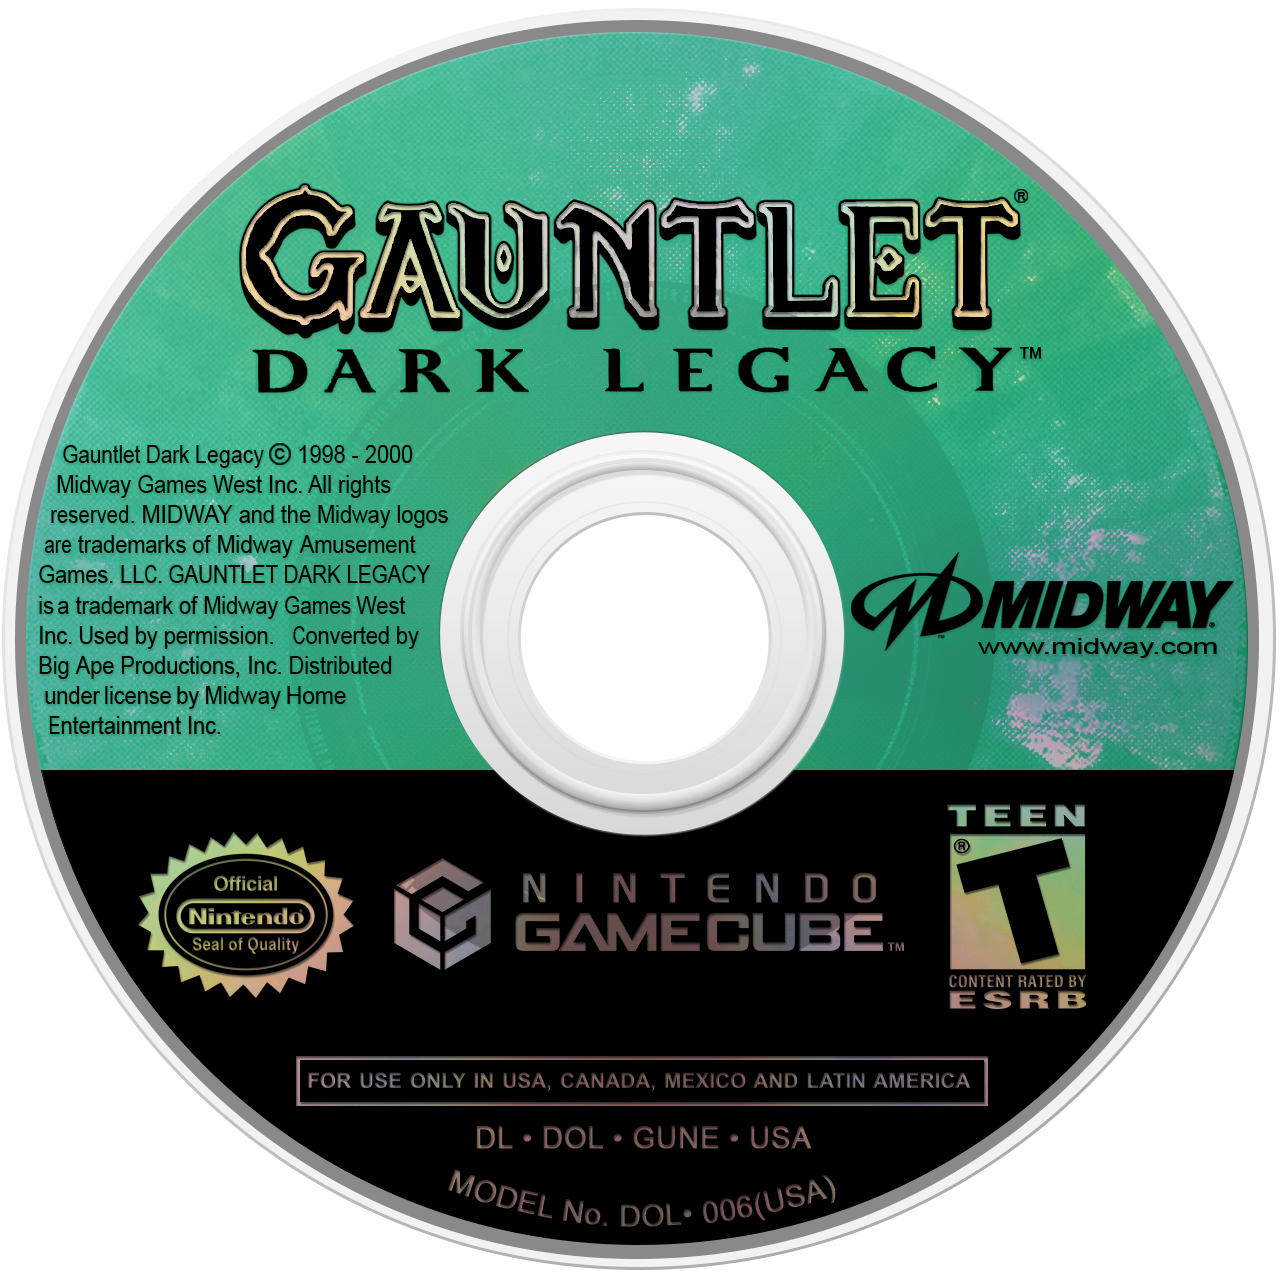 GAUNTLET®
DARK LEGACY™
Gauntlet Dark Legacy © 1998 - 2000
Midway Games West Inc. All rights
reserved. MIDWAY and the Midway logos
are trademarks of Midway Amusement
Games. LLC. GAUNTLET DARK LEGACY
is a trademark of Midway Games West
Inc. Used by permission. Converted by
Big Ape Productions, Inc. Distributed
under license by Midway Home
Entertainment Inc.
MIDWAY®
™
www.midway.com
Official
Nintendo®
Seal of Quality
NINTENDO
GAMECUBE™
TEEN
®
T
CONTENT RATED BY
ESRB
FOR USE ONLY IN USA, CANADA, MEXICO AND LATIN AMERICA
DL • DOL • GUNE • USA
MODEL No. DOL• 006(USA)